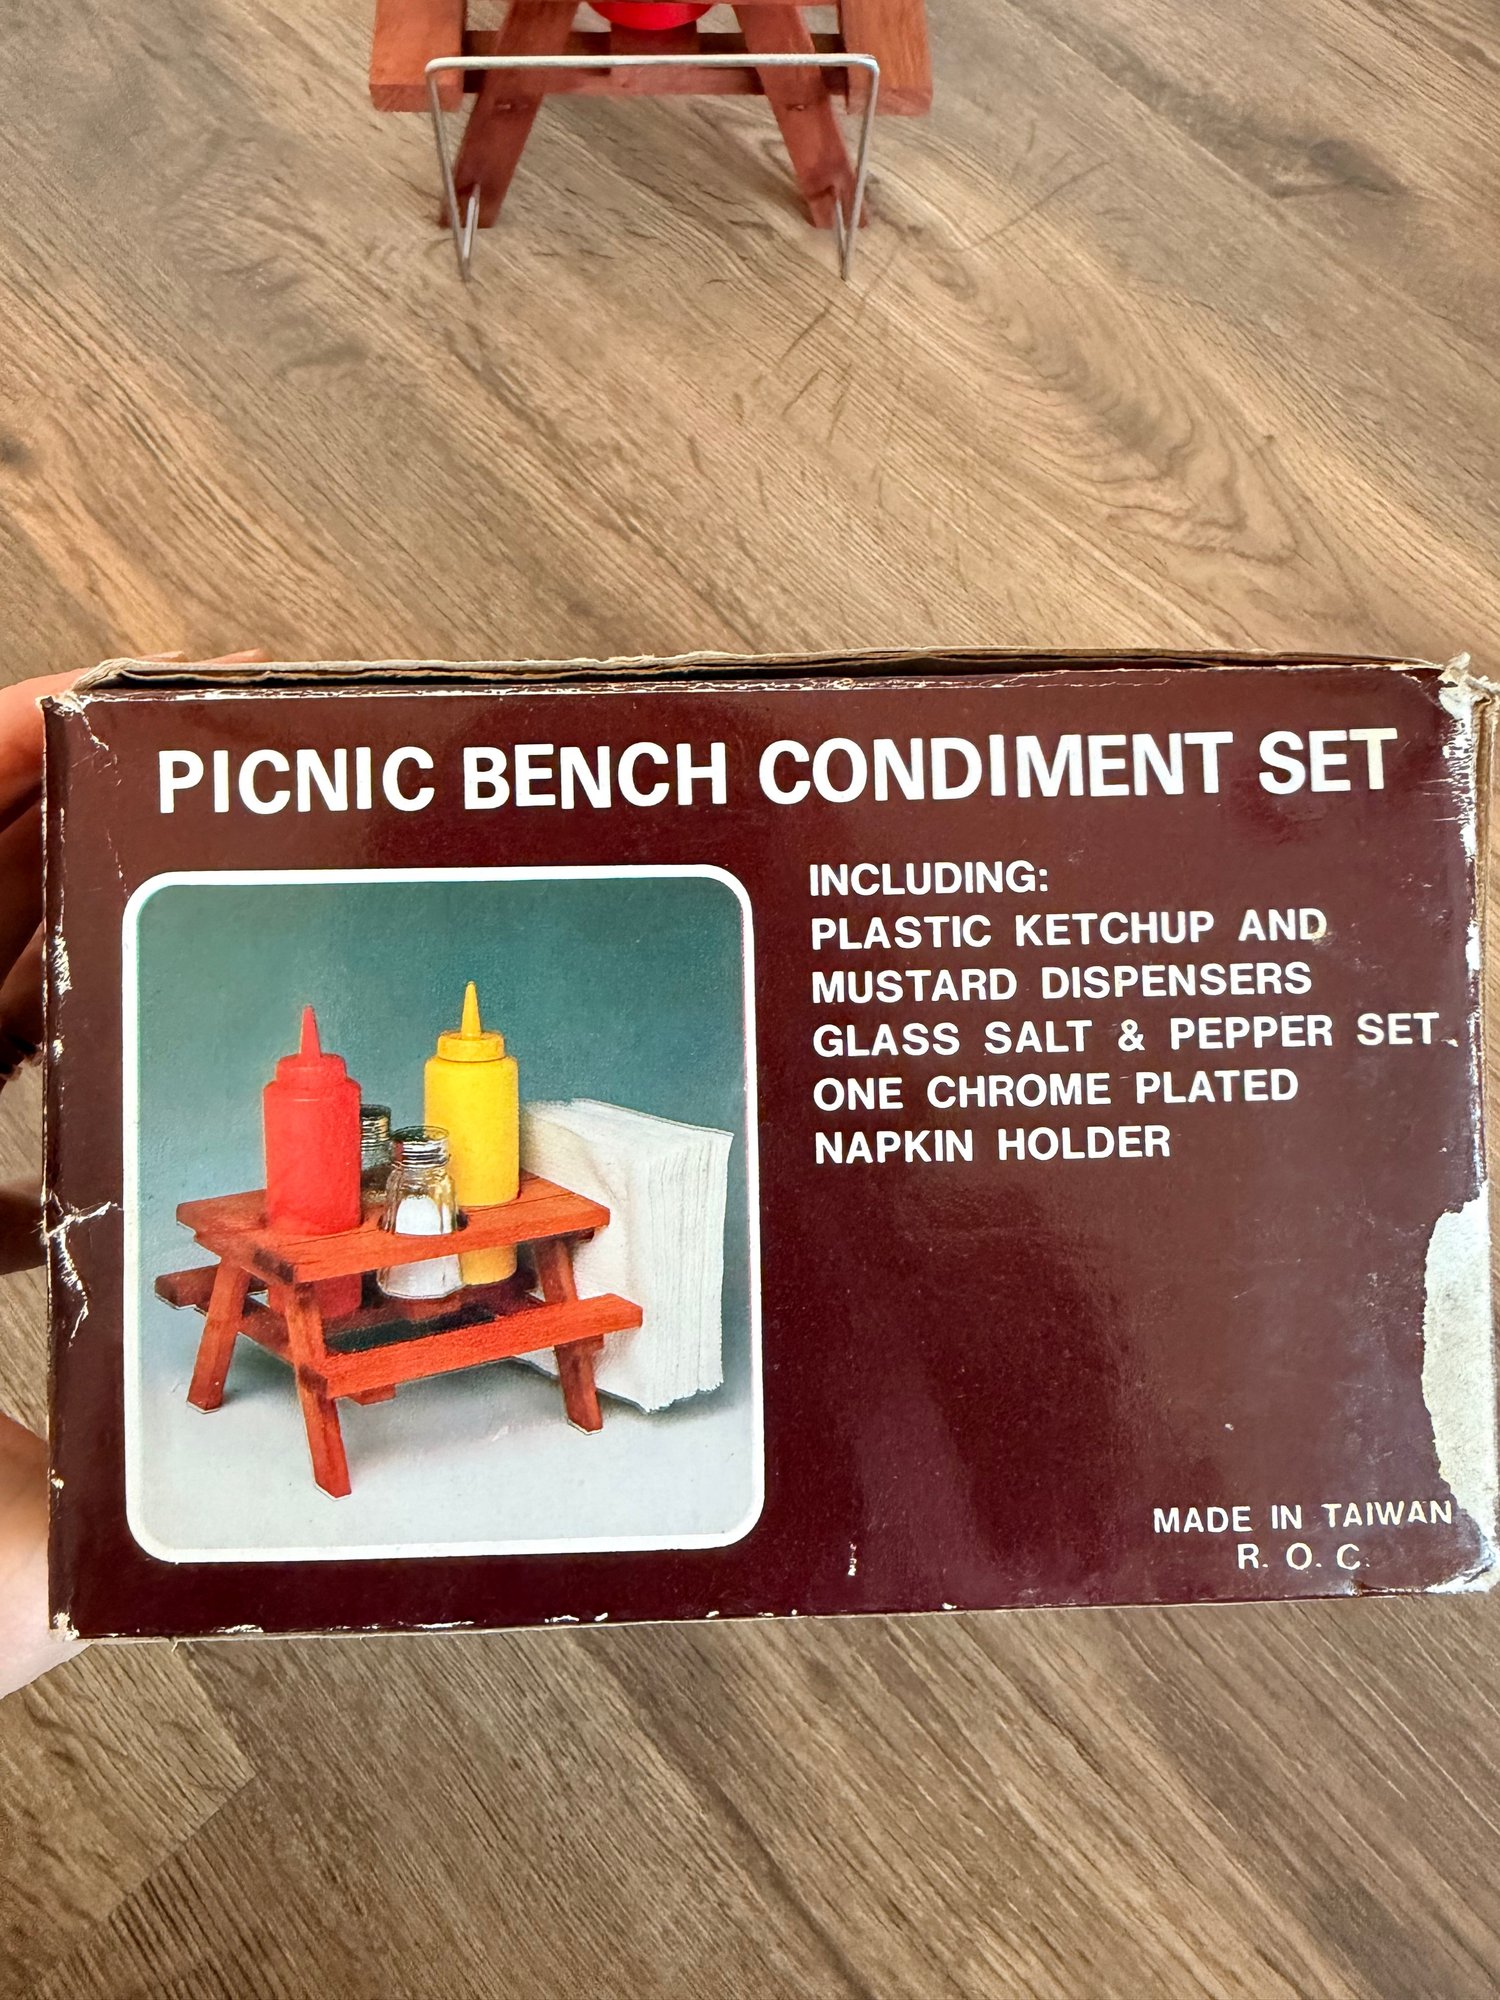 PICNIC BENCH CONDIMENT SET
INCLUDING:
PLASTIC KETCHUP AND
MUSTARD DISPENSERS
GLASS SALT & PEPPER SET
ONE CHROME PLATED
NAPKIN HOLDER
MADE IN TAIWAN
R. O. C.